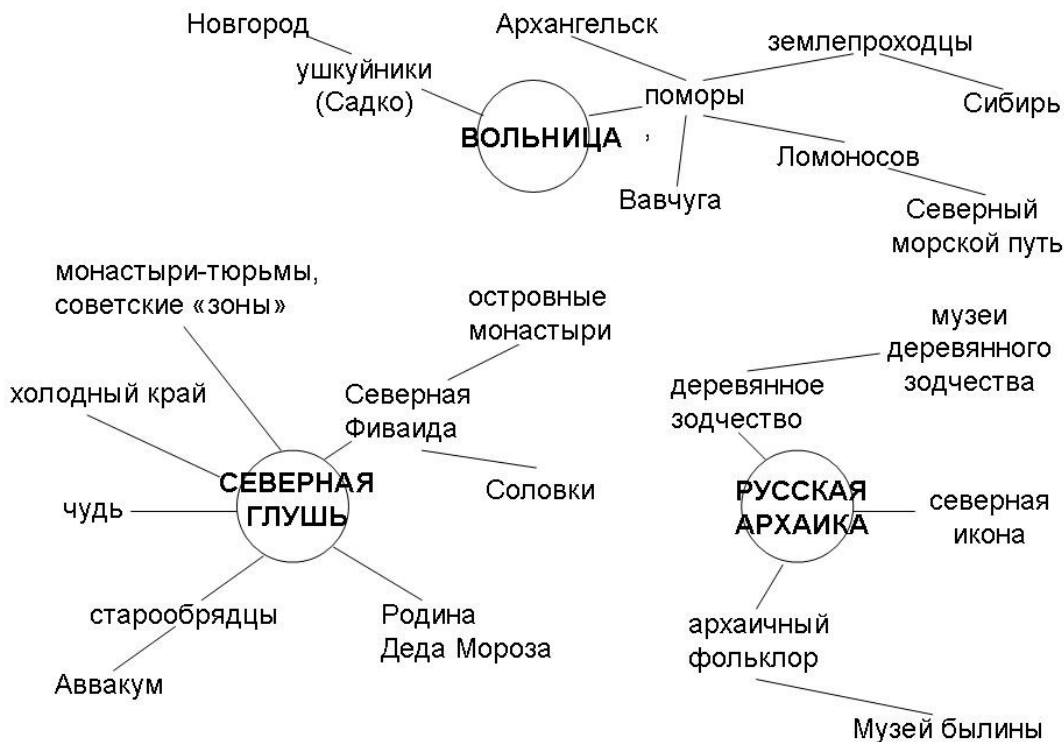 Новгород
ушкуйники
(Садко)
Архангельск
землепроходцы
Сибирь
поморы
ВОЛЬНИЦА ,
Ломоносов
Вавчуга
Северный
морской путь
монастыри-тюрьмы,
советские «зоны»
островные
монастыри
холодный край
Северная
Фиваида
СЕВЕРНАЯ
ГЛУШЬ
Соловки
чудь
старообрядцы
Аввакум
Родина
Деда Мороза
музеи
деревянного
зодчества
деревянное
зодчество
РУССКАЯ
АРХАИКА
северная
икона
архаичный
фольклор
Музей былины